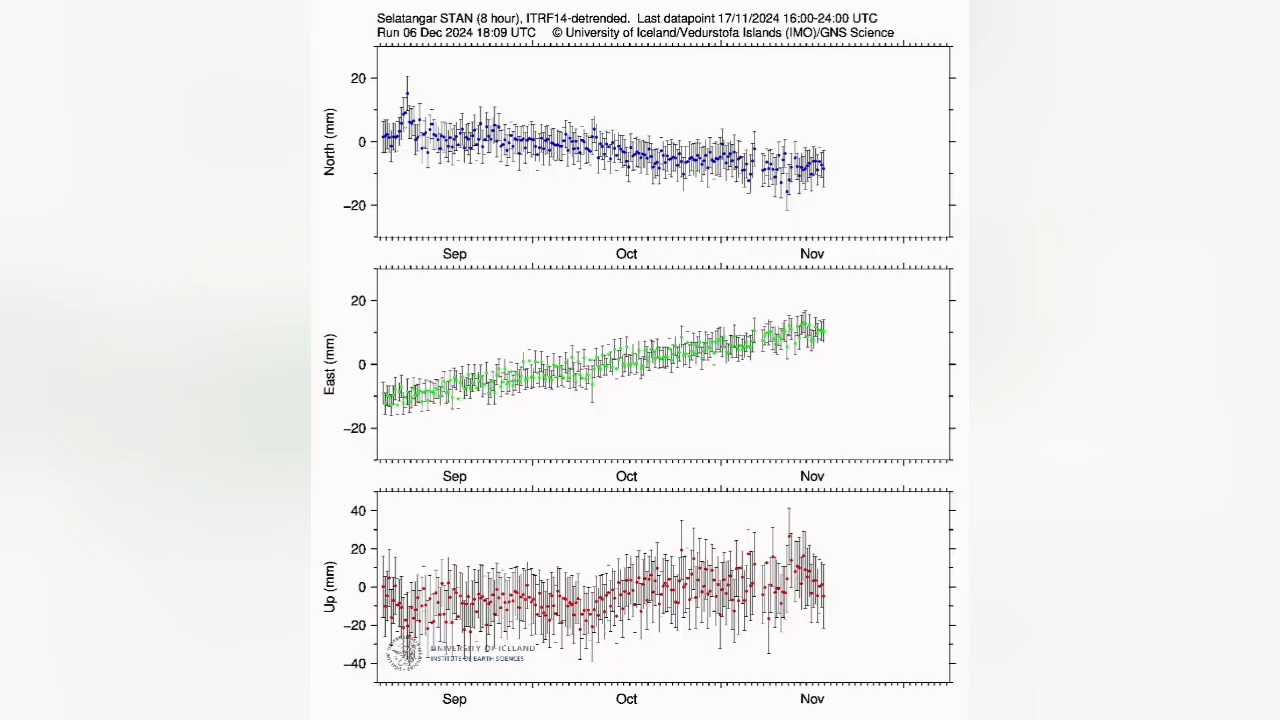 Selatangar STAN (8 hour), ITRF14-detrended. Last datapoint 17/11/2024 16:00-24:00 UTC
Run 06 Dec 2024 18:09 UTC © University of Iceland/Vedurstofa Islands (IMO)/GNS Science
North (mm)
20
0
−20
Sep Oct Nov
East (mm)
20
0
−20
Sep Oct Nov
Up (mm)
40
20
0
−20
−40
UNIVERSITY OF ICELAND
INSTITUTE OF EARTH SCIENCES
Sep Oct Nov